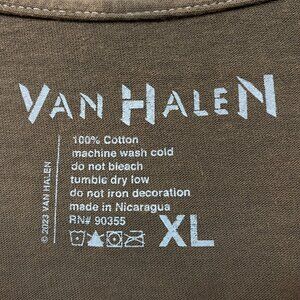 VAN HALEN
100% Cotton
machine wash cold
do not bleach
tumble dry low
do not iron decoration
made in Nicaragua
RN# 90355
XL
© 2023 VAN HALEN